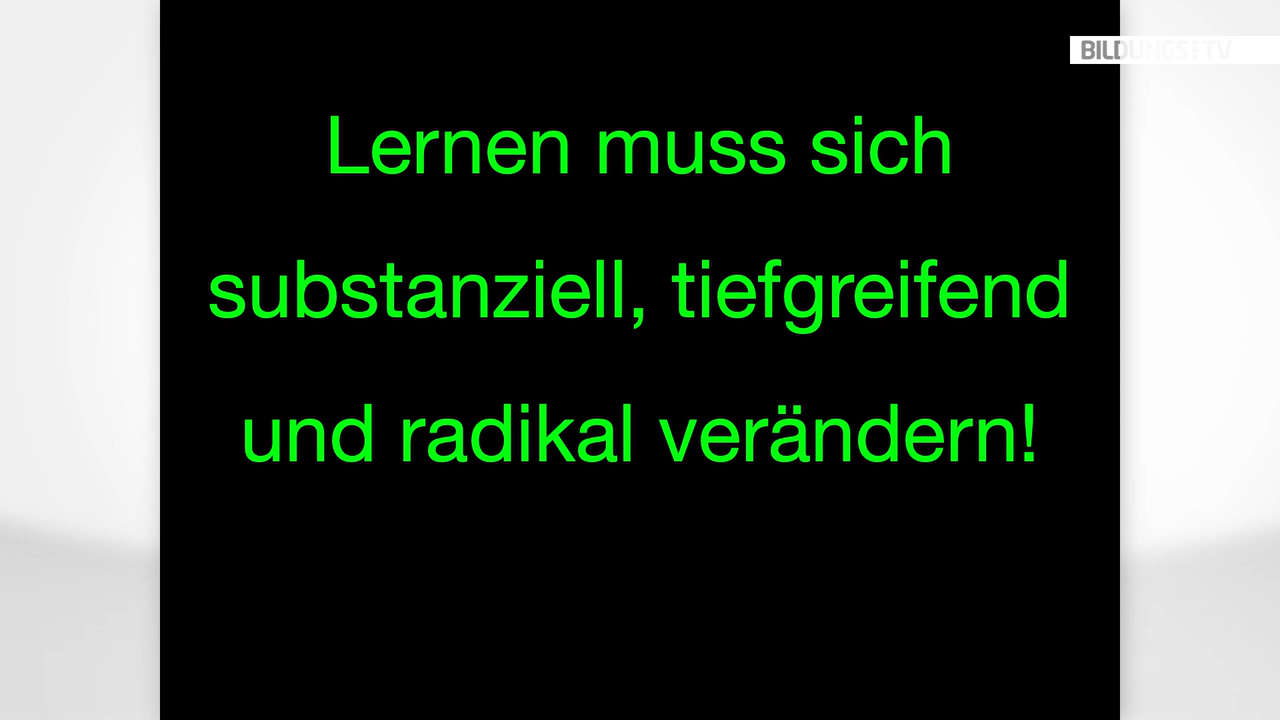 BILDUNGS TV
Lernen muss sich
substanziell, tiefgreifend
und radikal verändern!